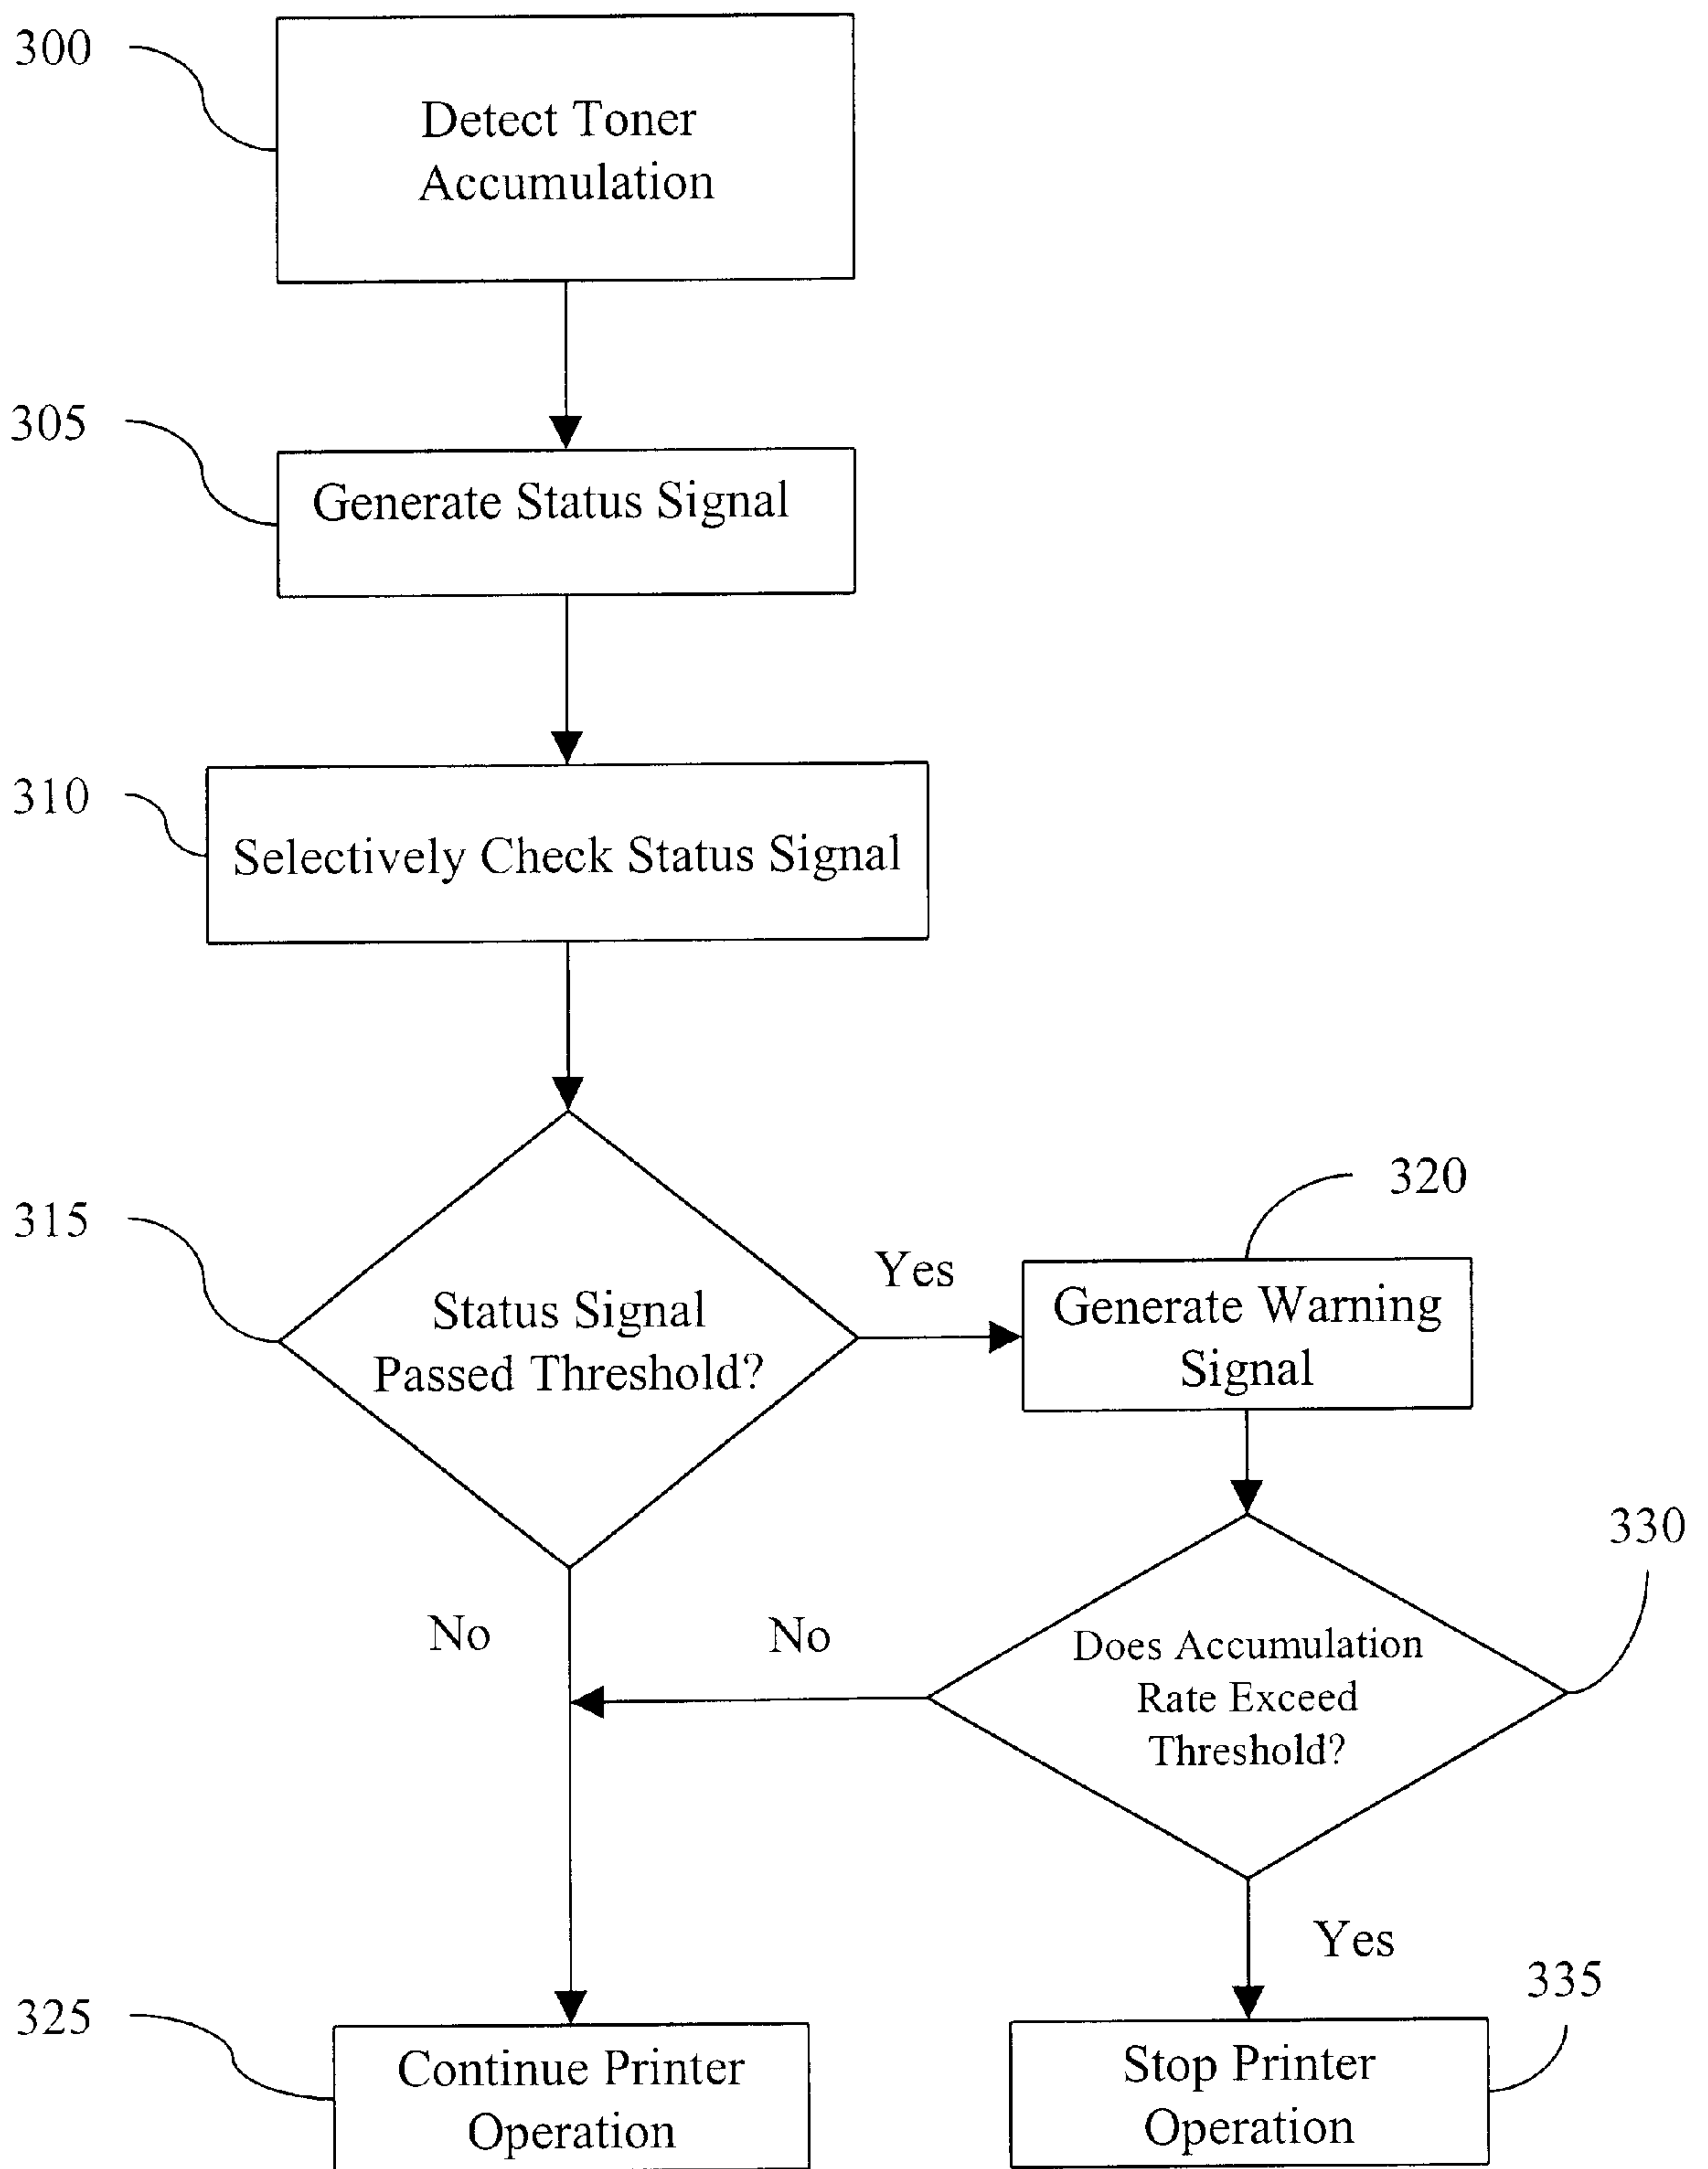 300
Detect Toner
Accumulation
305
Generate Status Signal
310
Selectively Check Status Signal
315
Status Signal
Passed Threshold?
Yes
320
Generate Warning
Signal
330
No
No
Does Accumulation
Rate Exceed
Threshold?
Yes
325
Continue Printer
Operation
335
Stop Printer
Operation